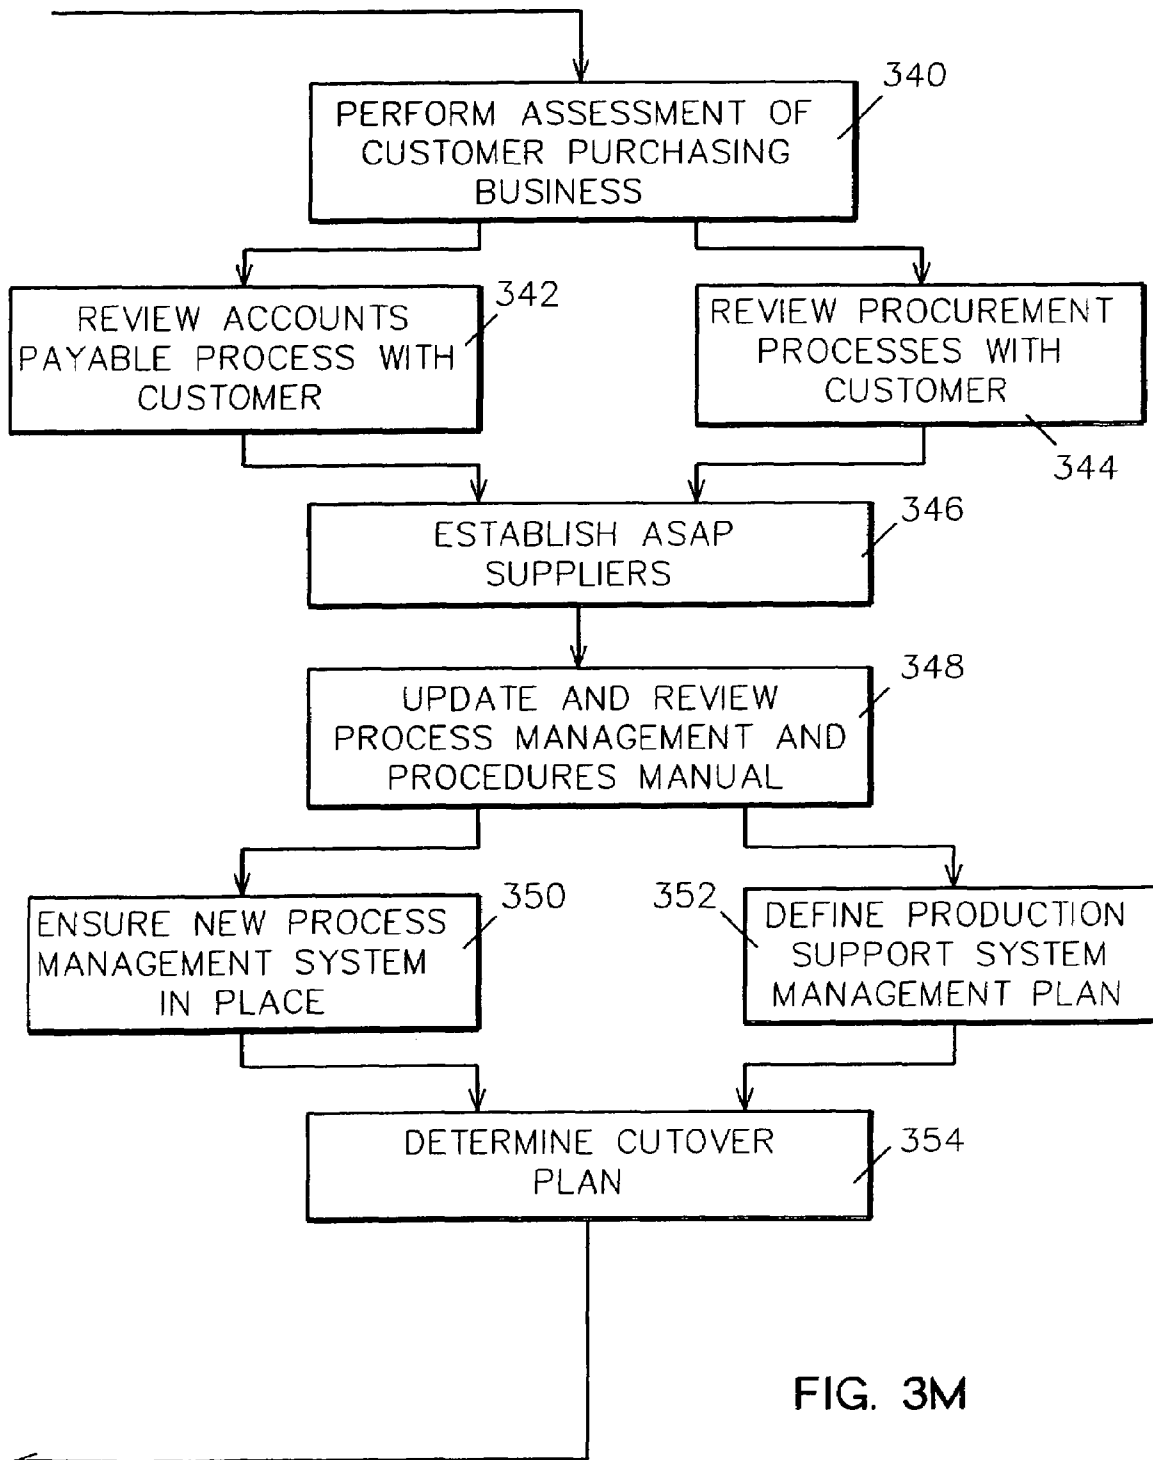 340
PERFORM ASSESSMENT OF
CUSTOMER PURCHASING
BUSINESS
342
REVIEW ACCOUNTS
PAYABLE PROCESS WITH
CUSTOMER
REVIEW PROCUREMENT
PROCESSES WITH
CUSTOMER
344
346
ESTABLISH ASAP
SUPPLIERS
348
UPDATE AND REVIEW
PROCESS MANAGEMENT AND
PROCEDURES MANUAL
350
ENSURE NEW PROCESS
MANAGEMENT SYSTEM
IN PLACE
352
DEFINE PRODUCTION
SUPPORT SYSTEM
MANAGEMENT PLAN
DETERMINE CUTOVER
PLAN
354
FIG. 3M